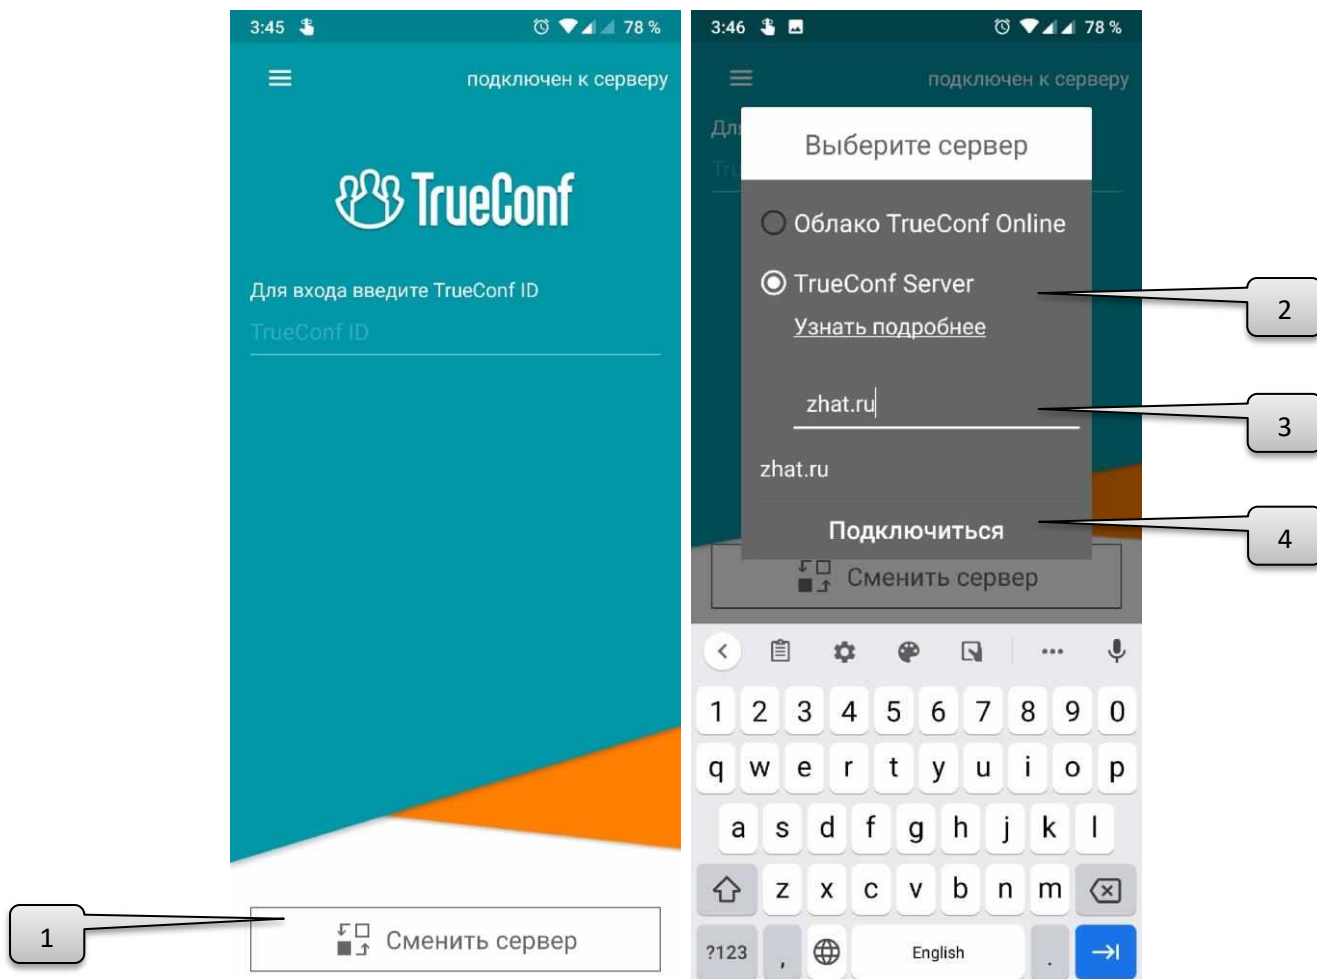 3:45
78 %
подключен к серверу
TrueConf
Для входа введите TrueConf ID
TrueConf ID
Сменить сервер
1
3:46
78 %
подключен к серверу
Для
Tru
Выберите сервер
Облако TrueConf Online
TrueConf Server
Узнать подробнее
zhat.ru
zhat.ru
Подключиться
Сменить сервер
2
3
4
1 2 3 4 5 6 7 8 9 0
q w e r t y u i o p
a s d f g h j k l
z x c v b n m
?123 , English .